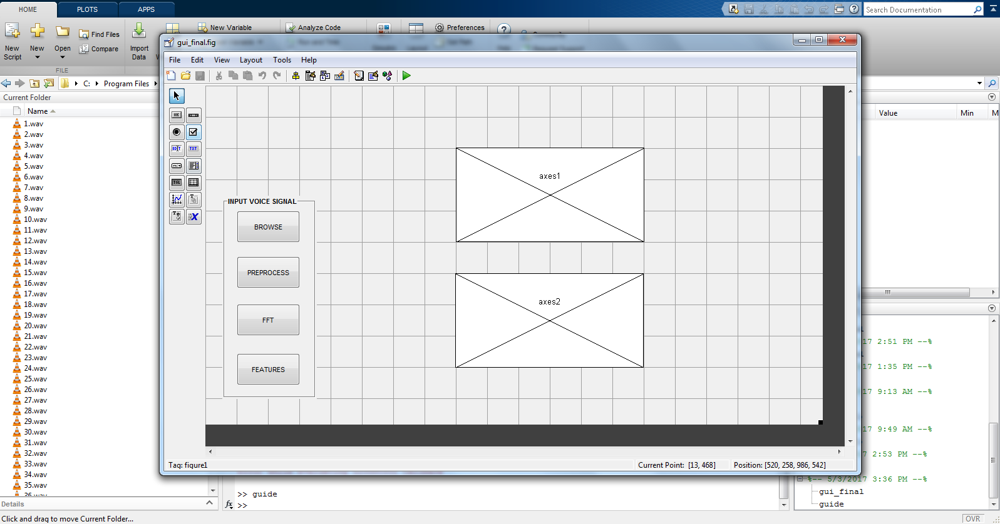 HOME PLOTS APPS
Search Documentation
New Script
New
Open
Find Files
Compare
Import Data
New Variable
Analyze Code
Preferences
FILE
C: Program Files
Current Folder
Name
1.wav
2.wav
3.wav
4.wav
5.wav
6.wav
7.wav
8.wav
9.wav
10.wav
11.wav
12.wav
13.wav
14.wav
15.wav
16.wav
17.wav
18.wav
19.wav
20.wav
21.wav
22.wav
23.wav
24.wav
25.wav
26.wav
27.wav
28.wav
29.wav
30.wav
31.wav
32.wav
33.wav
34.wav
35.wav
36.wav
Details
Click and drag to move Current Folder...
gui_final.fig
File Edit View Layout Tools Help
OK
EDIT TXT
TGL
INPUT VOICE SIGNAL
BROWSE
PREPROCESS
FFT
FEATURES
axes1
axes2
Tag: figure1
Current Point: [13, 468]
Position: [520, 258, 986, 542]
fx
>> guide
>>
Value Min M
17 2:51 PM --%
17 1:35 PM --%
17 9:13 AM --%
17 9:49 AM --%
7 2:53 PM --%
%-- 5/3/2017 3:36 PM --%
gui_final
guide
OVR